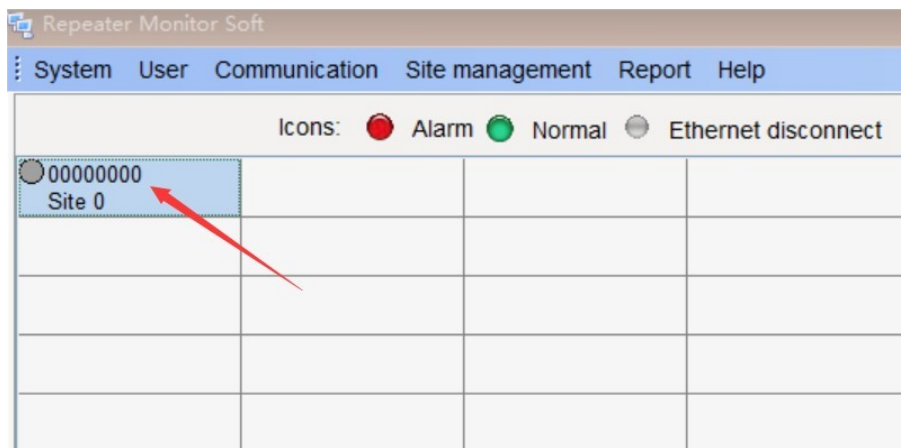 Repeater Monitor Soft
System User Communication Site management Report Help
Icons: Alarm Normal Ethernet disconnect
00000000
Site 0